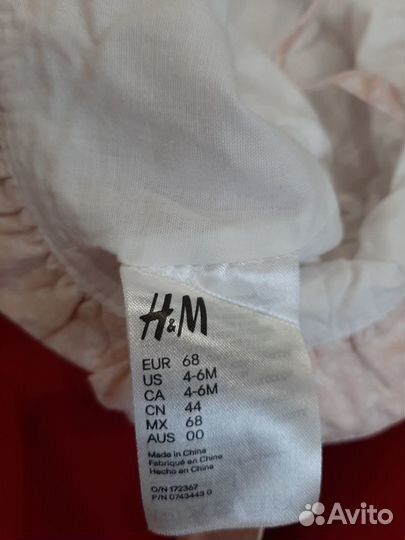 H&M
EUR 68
US 4-6M
CA 4-6M
CN 44
MX 68
AUS 00
Made in China
Fabriqué en Chine
Hecho en China
O/N 172367
P/N 0743443 0
Avito